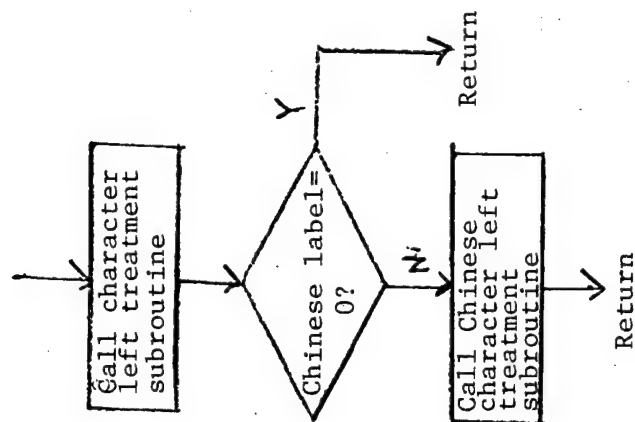 Call character
left treatment
subroutine
Chinese label=
0?
Y
Return
N
Call Chinese
character left
treatment
subroutine
Return